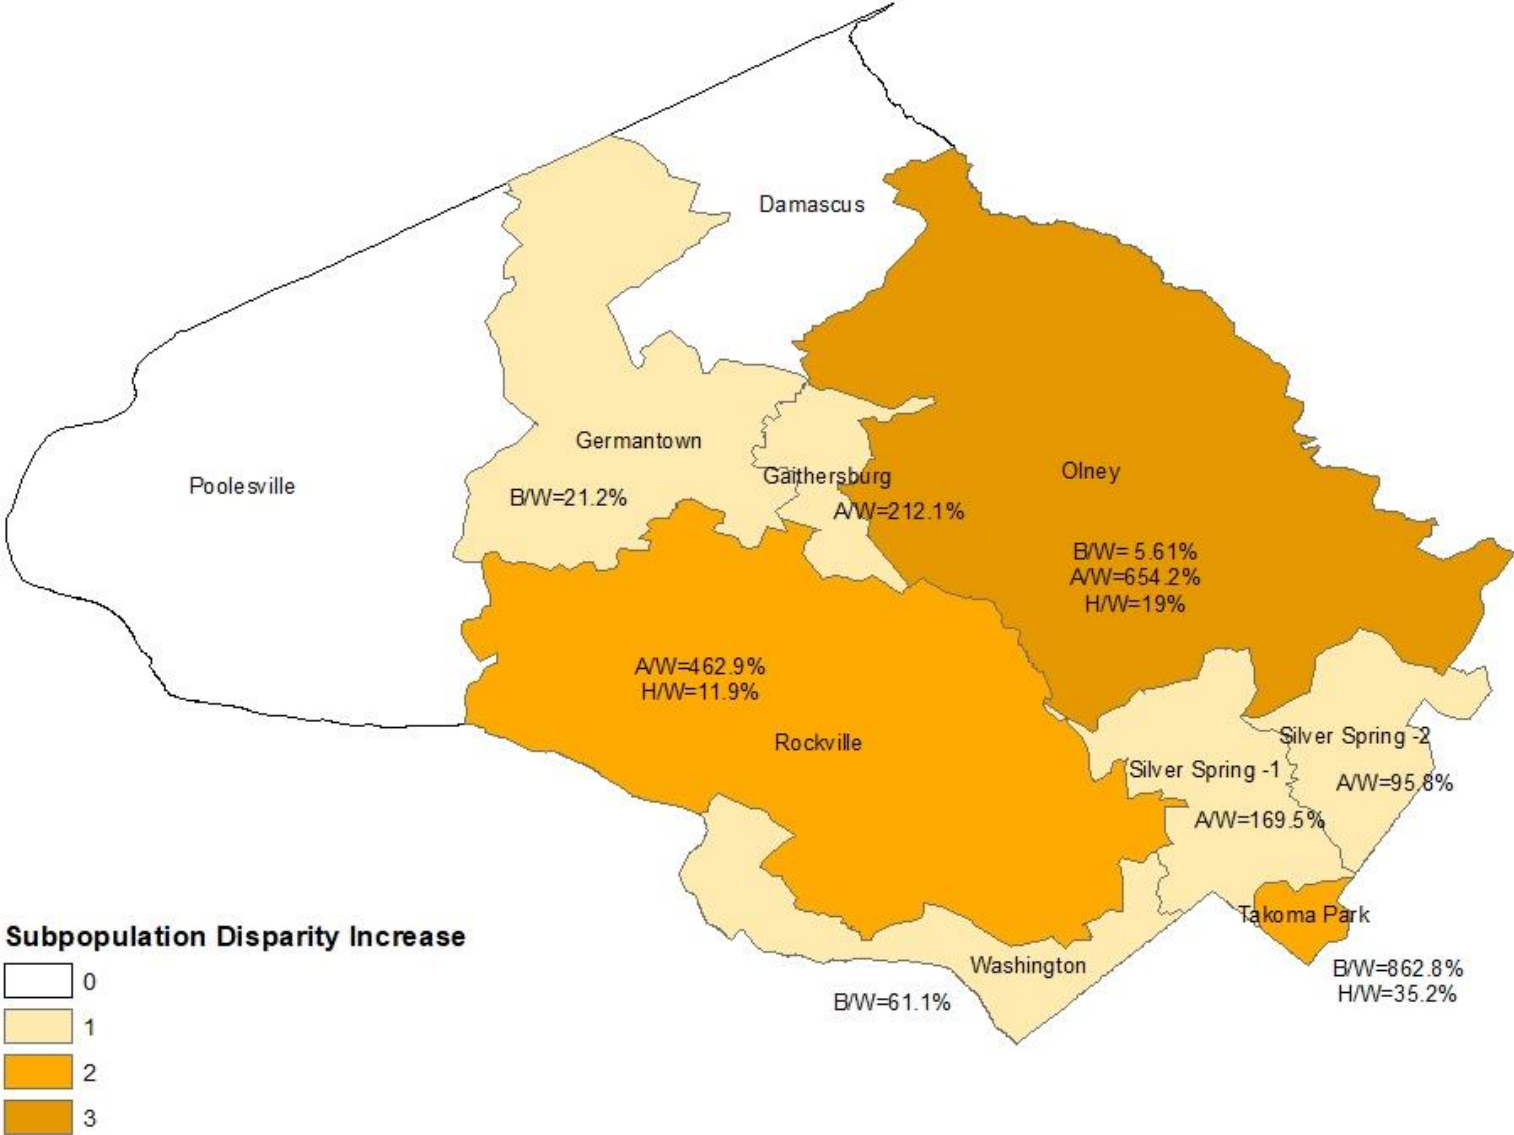 Damascus
Germantown
B/W=21.2%
Poolesville
Gaithersburg
A/W=212.1%
Olney
B/W= 5.61%
A/W=654.2%
H/W=19%
A/W=462.9%
H/W=11.9%
Rockville
Silver Spring -2
A/W=95.8%
Silver Spring -1
A/W=169.5%
Takoma Park
B/W=862.8%
H/W=35.2%
Washington
B/W=61.1%
Subpopulation Disparity Increase
0
1
2
3